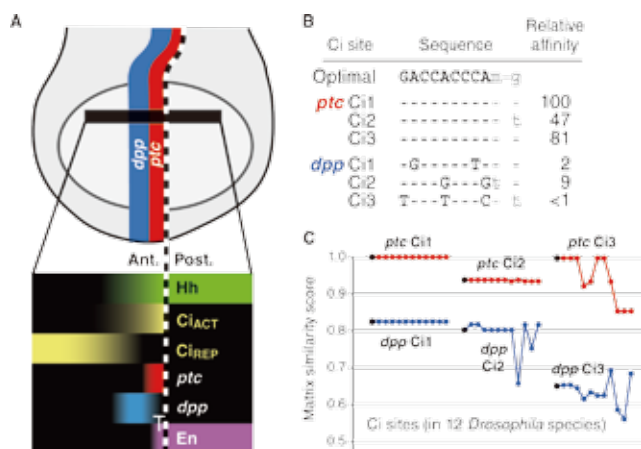 A
dpp
ptc
Ant. Post.
Hh
CiACT
CiREP
ptc
dpp
T
En
B
Ci site Sequence Relative affinity
Optimal GACCACCCA
ptc Ci1 --------- 100
Ci2 --------- t 47
Ci3 --------- 81
dpp Ci1 -G-----T- 2
Ci2 ----G---Gt 9
Ci3 T---T---C- t <1
C
Matrix similarity score
1.0
0.9
0.8
0.7
0.6
0.5
ptc Ci1
ptc Ci2
ptc Ci3
dpp Ci1
dpp Ci2
dpp Ci3
Ci sites (in 12 Drosophila species)